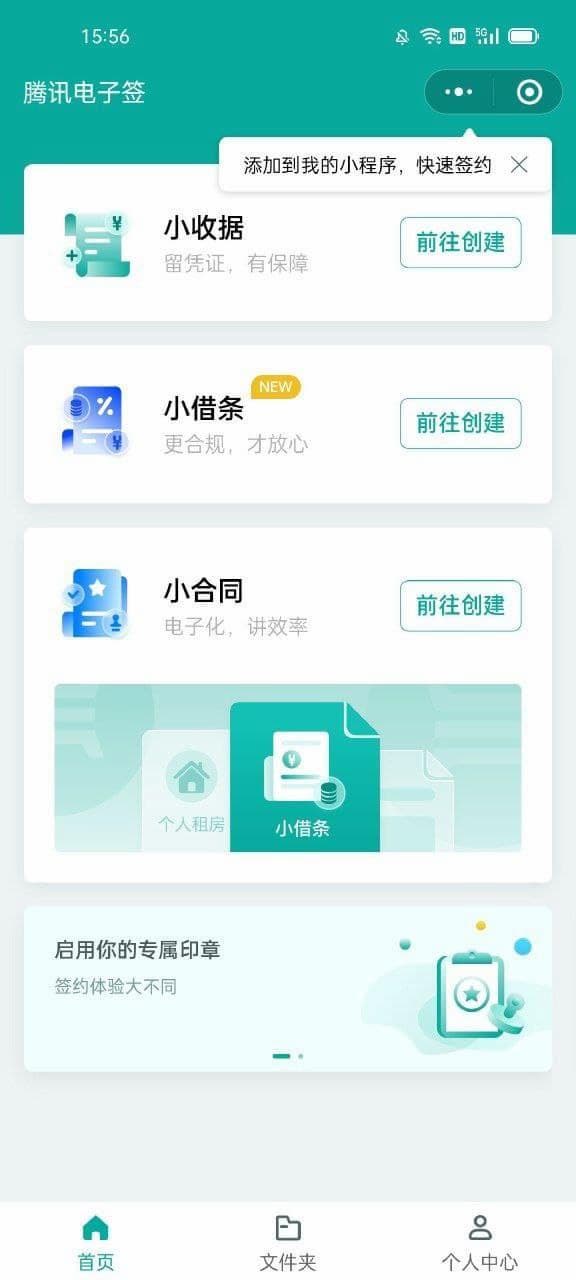 15:56
HD 5G
腾讯电子签
添加到我的小程序，快速签约
小收据
留凭证，有保障
前往创建
NEW
小借条
更合规，才放心
前往创建
小合同
电子化，讲效率
前往创建
个人租房
小借条
启用你的专属印章
签约体验大不同
首页
文件夹
个人中心